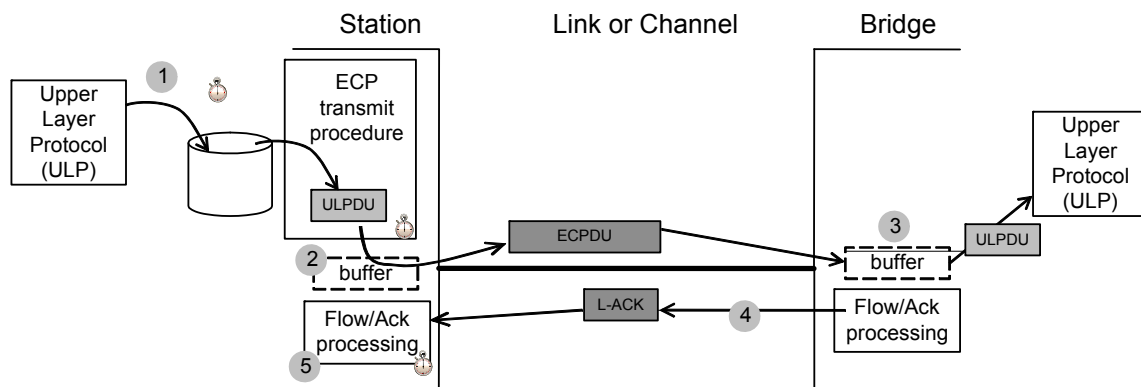 Station
Link or Channel
Bridge
1
Upper
Layer
Protocol
(ULP)
ECP
transmit
procedure
ULPDU
2
buffer
ECPDU
3
buffer
ULPDU
Upper
Layer
Protocol
(ULP)
L-ACK
4
Flow/Ack
processing
5
Flow/Ack
processing